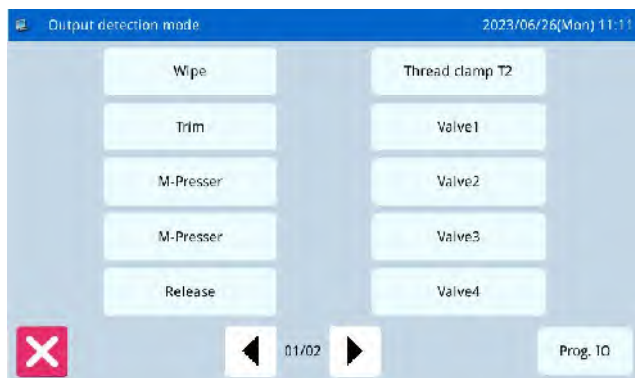 Output detection mode 2023/06/26(Mon) 11:11
Wipe Thread clamp T2
Trim Valve1
M-Presser Valve2
M-Presser Valve3
Release Valve4
01/02 Prog. IO